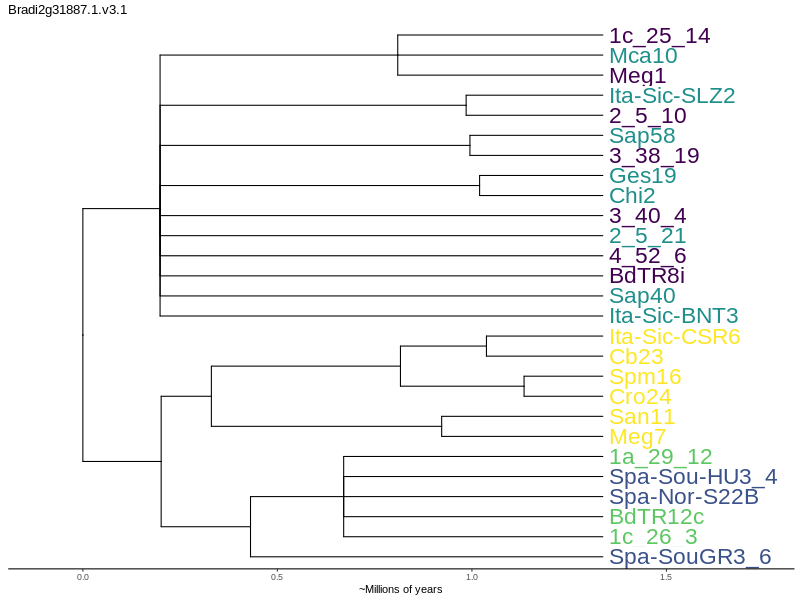 Bradi2g31887.1.v3.1
1c_25_14
Mca10
Meg1
Ita-Sic-SLZ2
2_5_10
Sap58
3_38_19
Ges19
Chi2
3_40_4
2_5_21
4_52_6
BdTR8i
Sap40
Ita-Sic-BNT3
Ita-Sic-CSR6
Cb23
Spm16
Cro24
San11
Meg7
1a_29_12
Spa-Sou-HU3_4
Spa-Nor-S22B
BdTR12c
1c_26_3
Spa-SouGR3_6
0.0 0.5 1.0 1.5
~Millions of years